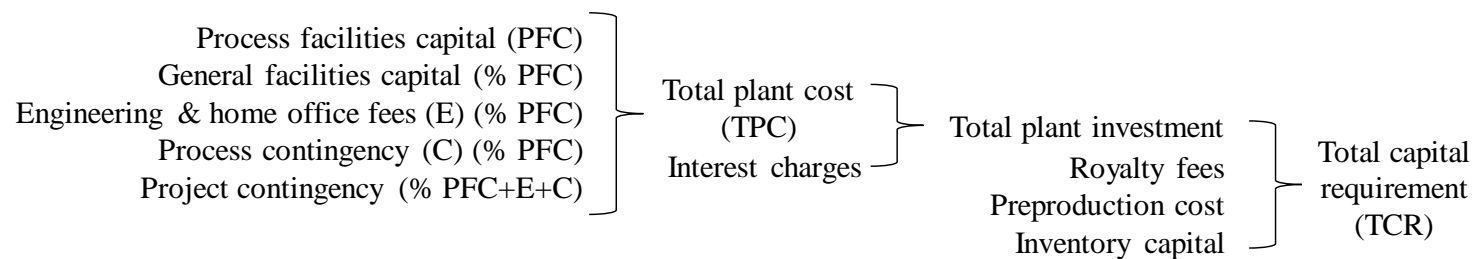 Process facilities capital (PFC)
General facilities capital (% PFC)
Engineering & home office fees (E) (% PFC)
Process contingency (C) (% PFC)
Project contingency (% PFC+E+C)
Total plant cost
(TPC)
Interest charges
Total plant investment
Royalty fees
Preproduction cost
Inventory capital
Total capital
requirement
(TCR)